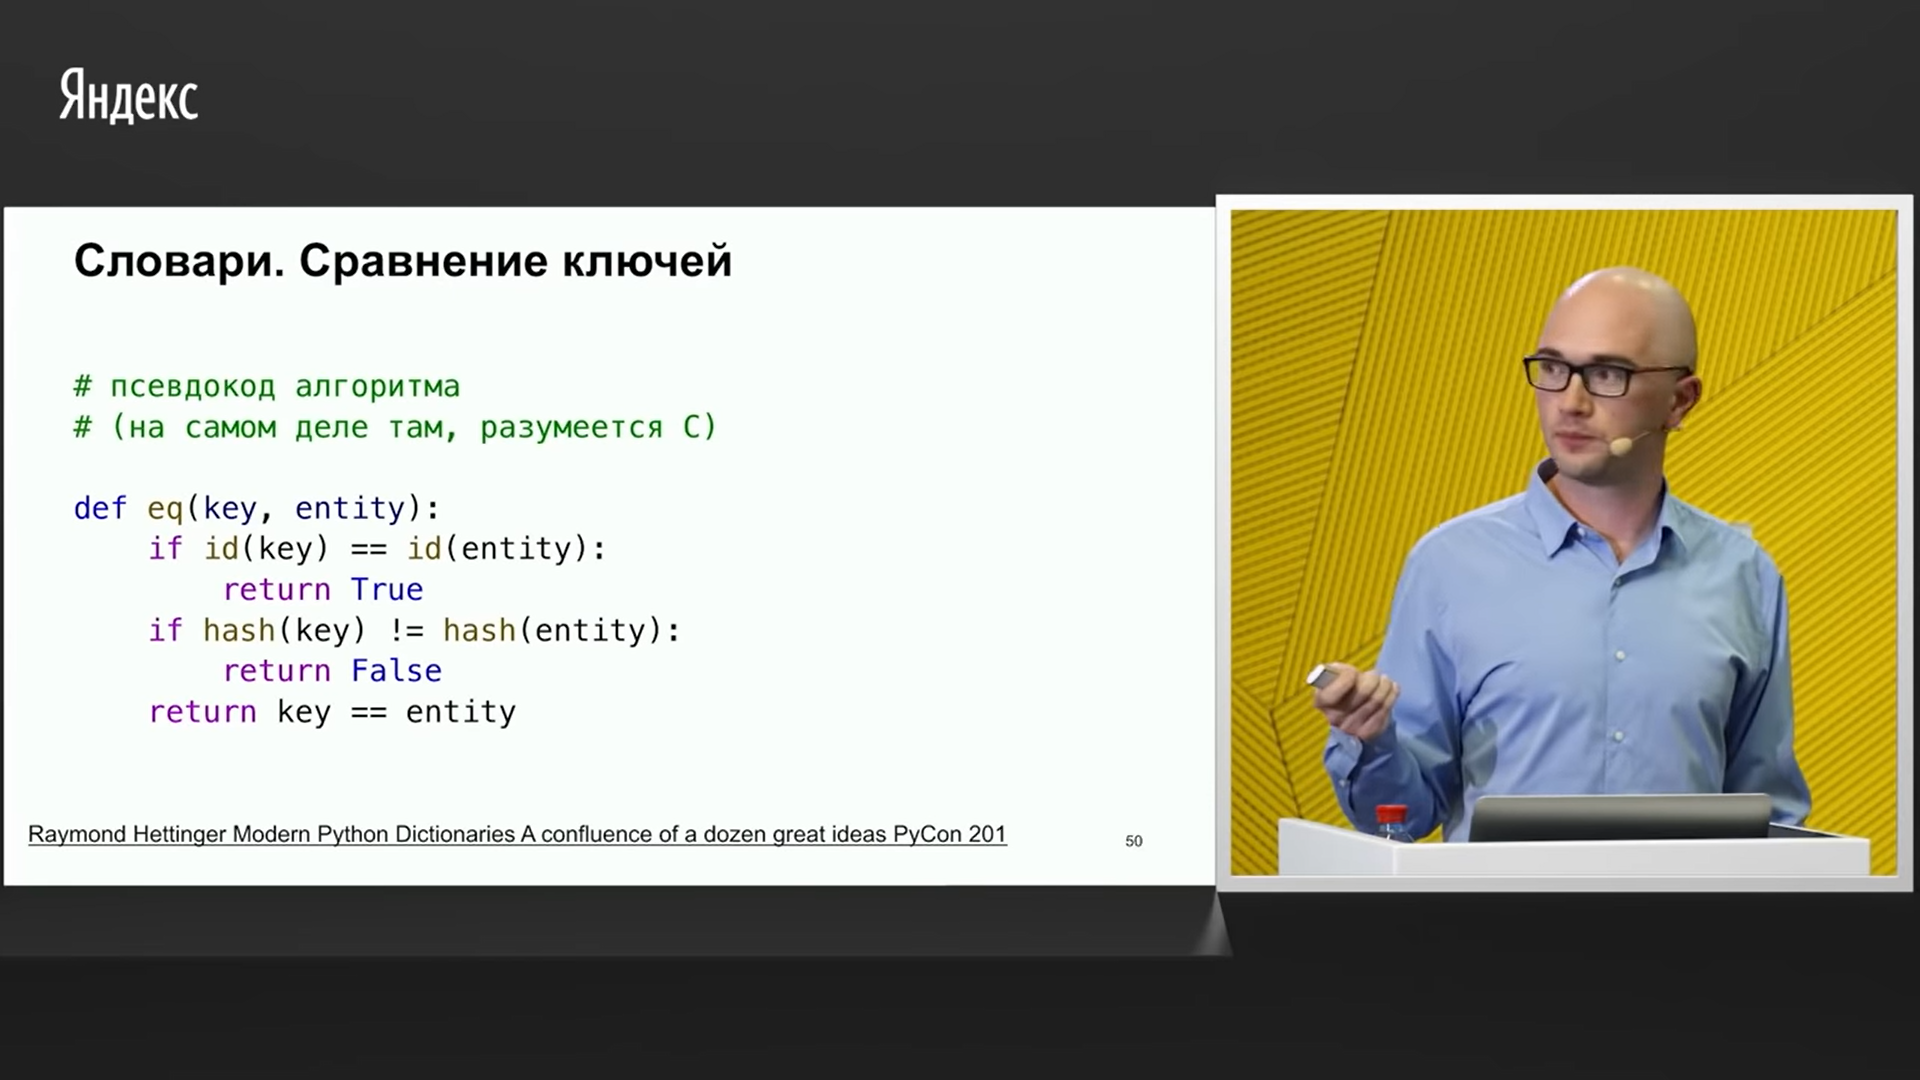 Яндекс
Словари. Сравнение ключей
# псевдокод алгоритма
# (на самом деле там, разумеется C)
def eq(key, entity):
    if id(key) == id(entity):
        return True
    if hash(key) != hash(entity):
        return False
    return key == entity
Raymond Hettinger Modern Python Dictionaries A confluence of a dozen great ideas PyCon 201
50